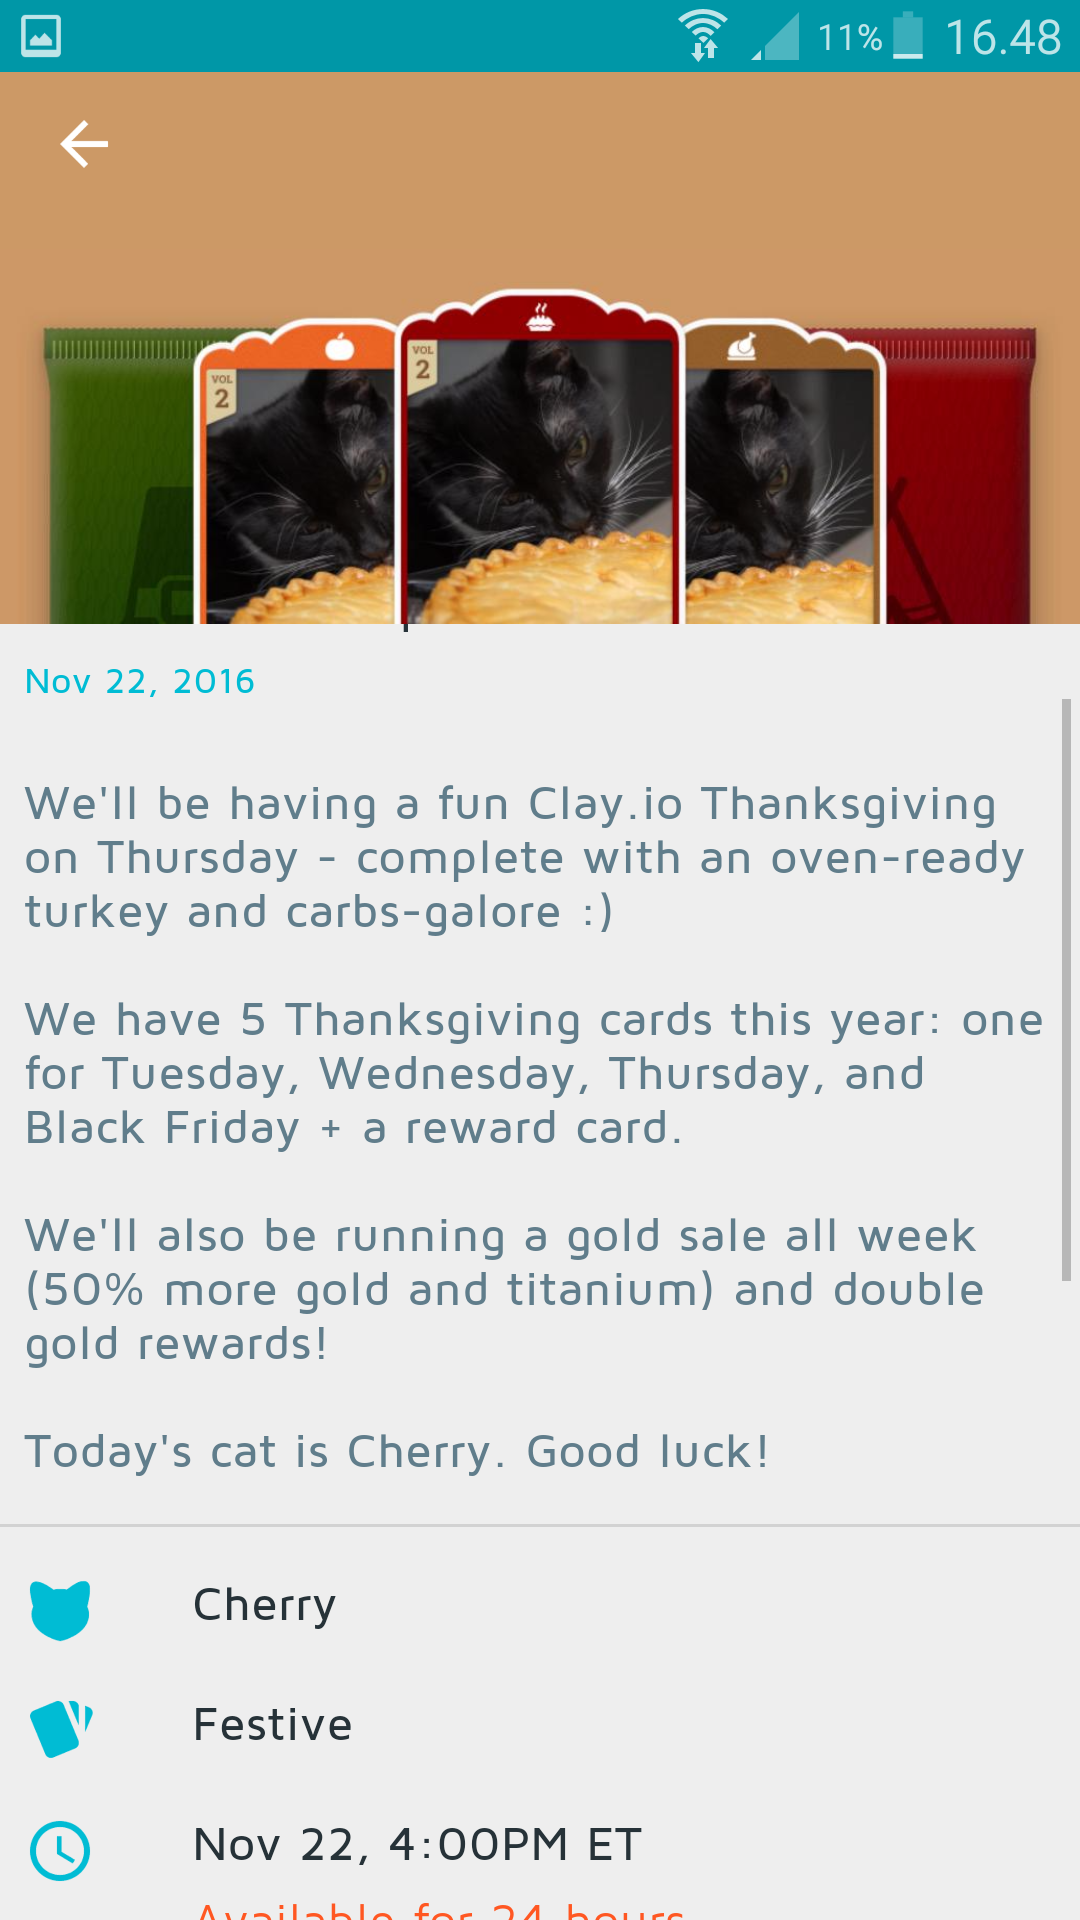 11% 16.48
VOL
2
VOL
2
Nov 22, 2016
We'll be having a fun Clay.io Thanksgiving
on Thursday - complete with an oven-ready
turkey and carbs-galore :)
We have 5 Thanksgiving cards this year: one
for Tuesday, Wednesday, Thursday, and
Black Friday + a reward card.
We'll also be running a gold sale all week
(50% more gold and titanium) and double
gold rewards!
Today's cat is Cherry. Good luck!
Cherry
Festive
Nov 22, 4:00PM ET
Available for 24 hours